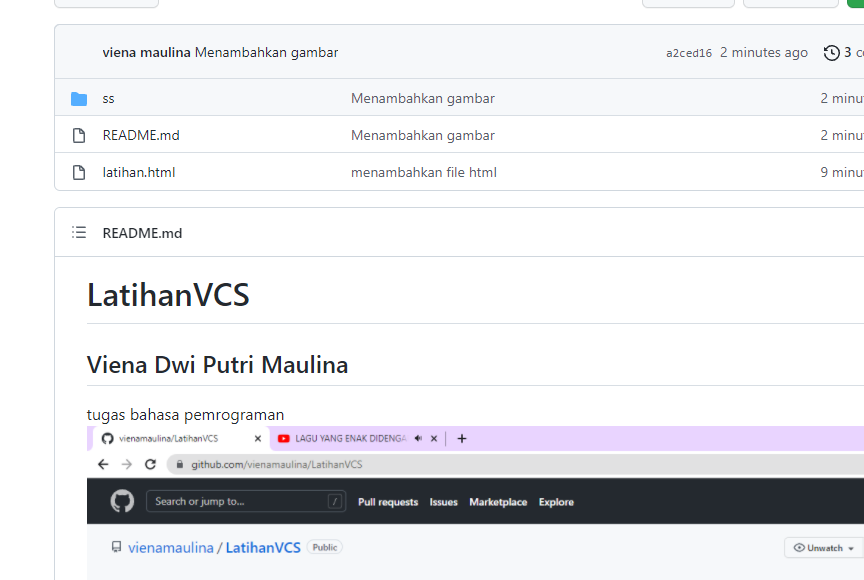 viena maulina Menambahkan gambar a2ced16 2 minutes ago 3 c
ss Menambahkan gambar 2 minu
README.md Menambahkan gambar 2 minu
latihan.html menambahkan file html 9 minu
README.md
LatihanVCS
Viena Dwi Putri Maulina
tugas bahasa pemrograman
vienamaulina/LatihanVCS LAGU YANG ENAK DIDENGA
github.com/vienamaulina/LatihanVCS
Search or jump to... / Pull requests Issues Marketplace Explore
vienamaulina / LatihanVCS Public Unwatch